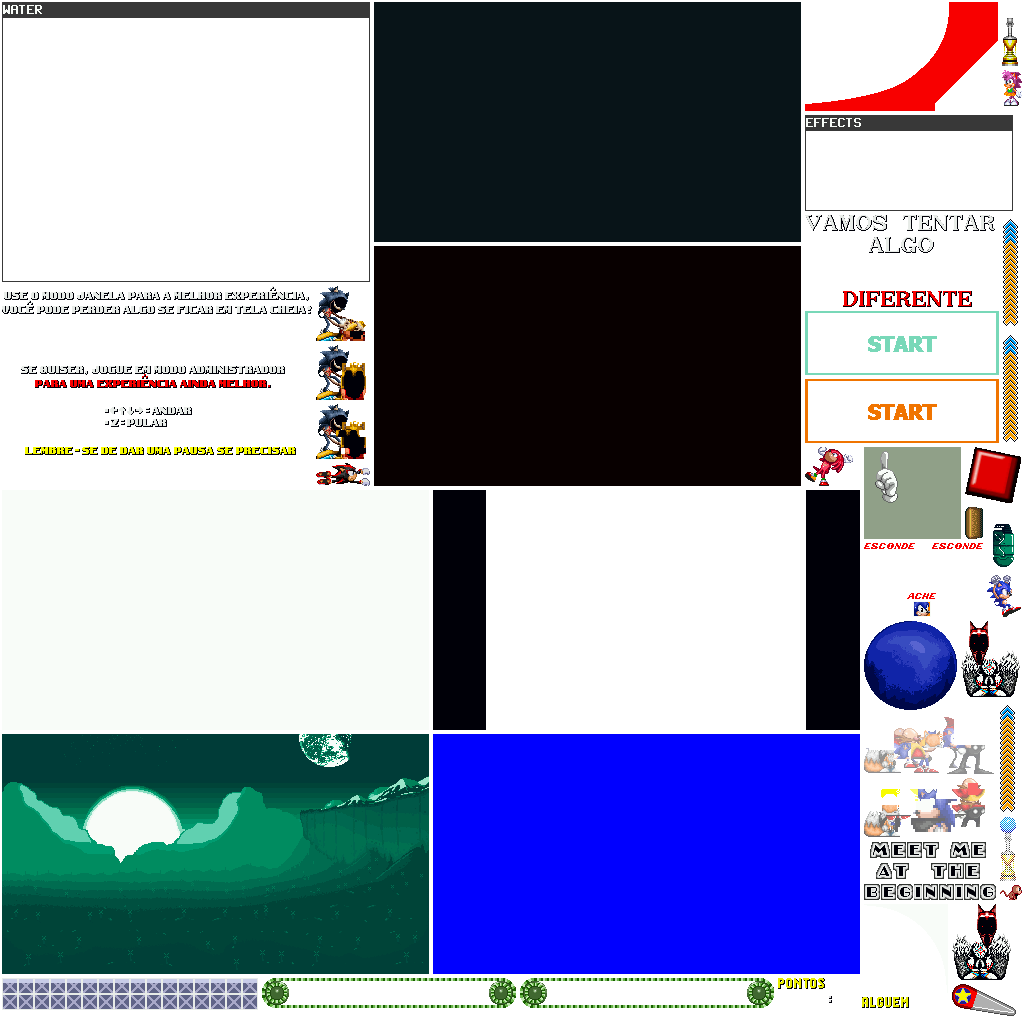 WATER
USE O MODO JANELA PARA A MELHOR EXPERIÊNCIA,
VOCÊ PODE PERDER ALGO SE FICAR EM TELA CHEIA!
SE QUISER, JOGUE EM MODO ADMINISTRADOR
PARA UMA EXPERIÊNCIA AINDA MELHOR.
-←↑↓→: ANDAR
-Z: PULAR
LEMBRE-SE DE DAR UMA PAUSA SE PRECISAR
EFFECTS
VAMOS TENTAR
ALGO
DIFERENTE
START
START
ESCONDE ESCONDE
ACHE
MEET ME
AT THE
BEGINNING
PONTOS
:
ALGUEM